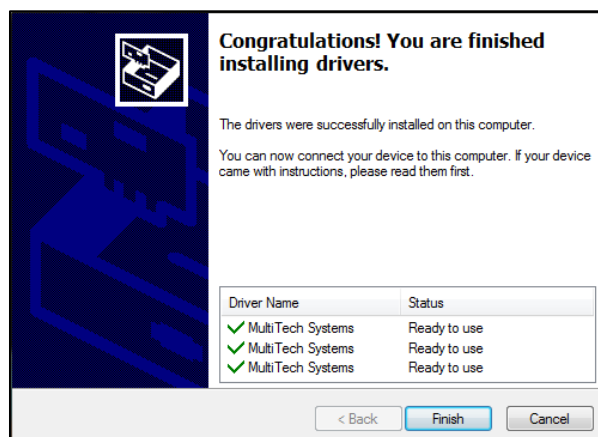 Congratulations! You are finished
installing drivers.
The drivers were successfully installed on this computer.
You can now connect your device to this computer. If your device
came with instructions, please read them first.
Driver Name Status
MultiTech Systems Ready to use
MultiTech Systems Ready to use
MultiTech Systems Ready to use
< Back Finish Cancel